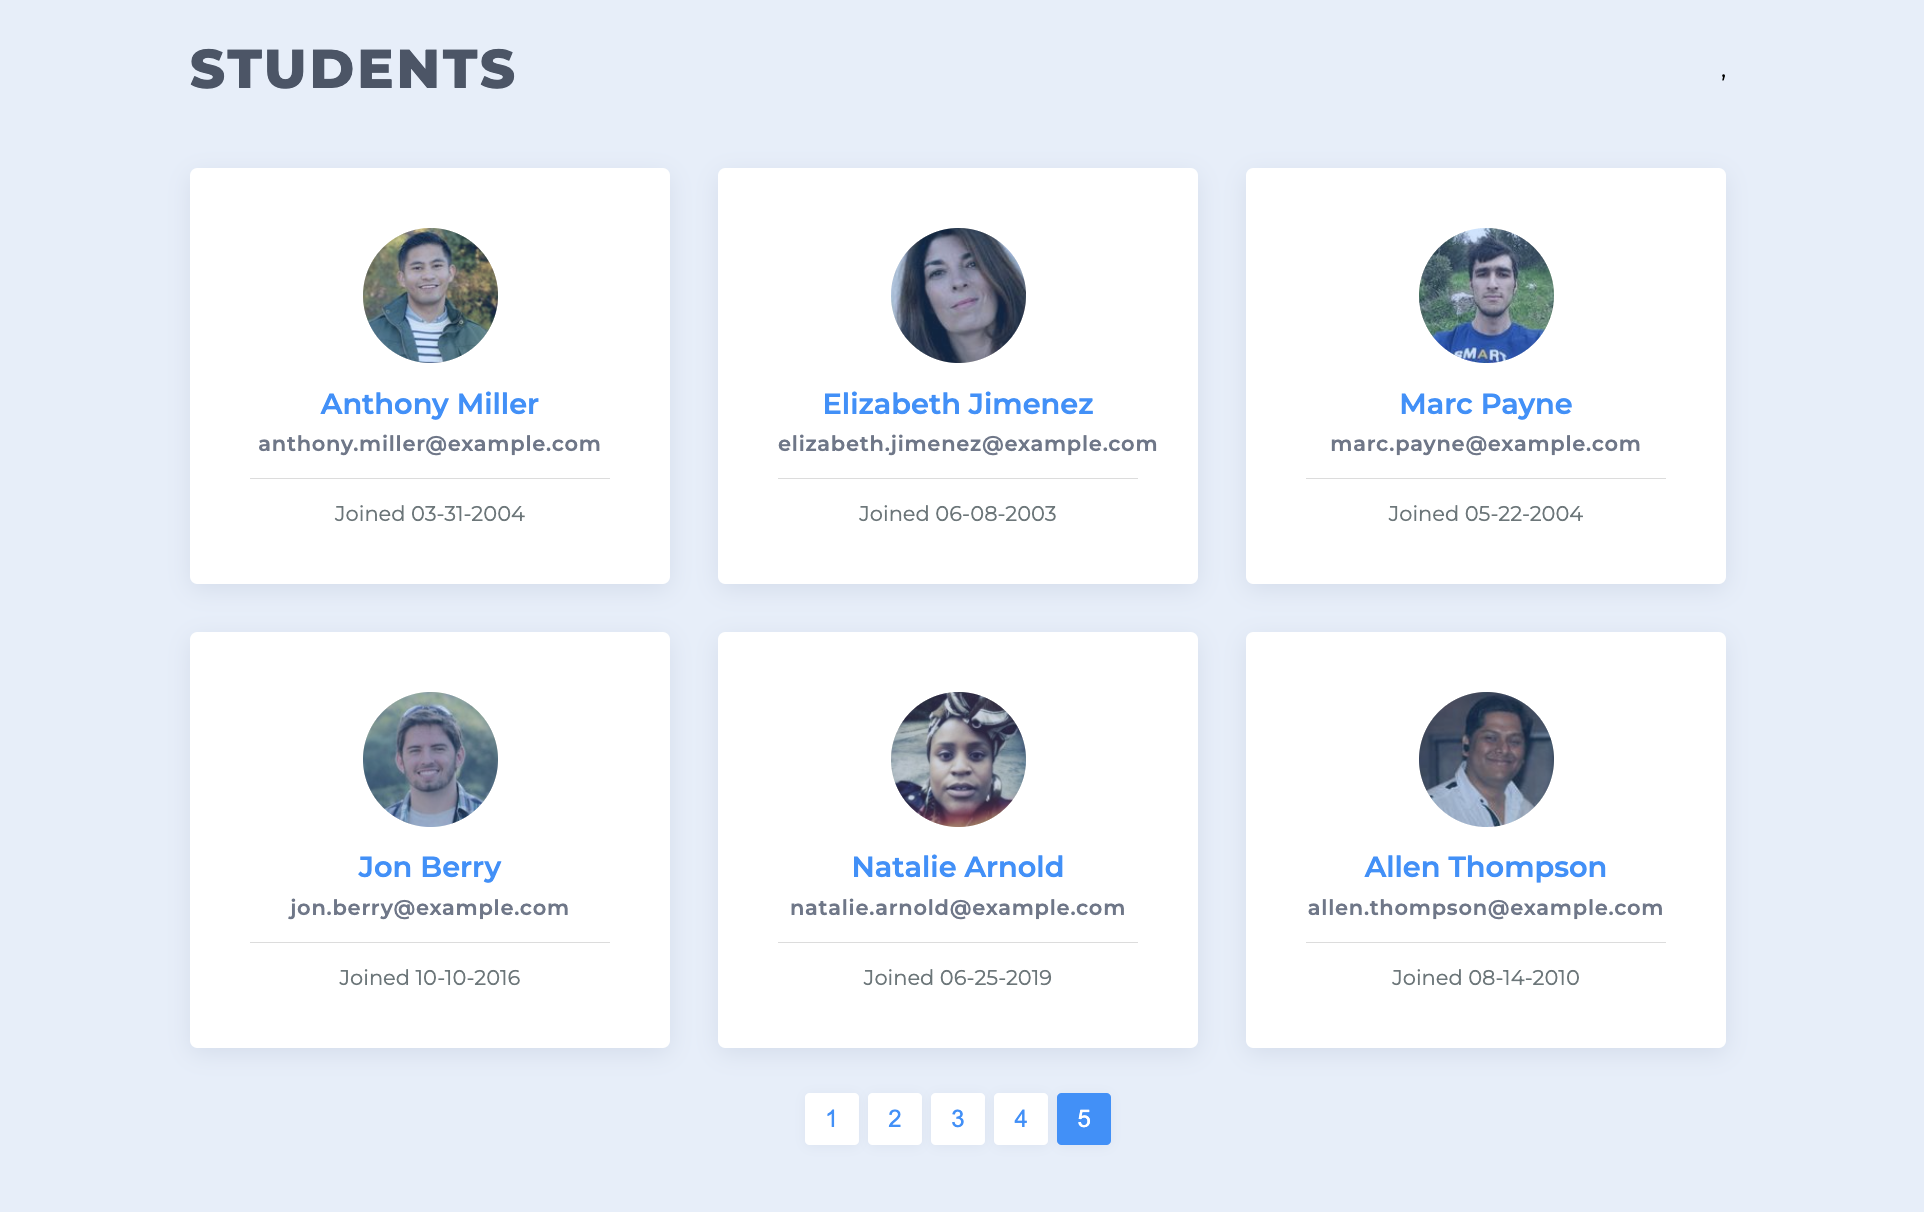 STUDENTS
,
Anthony Miller
anthony.miller@example.com
Joined 03-31-2004
Elizabeth Jimenez
elizabeth.jimenez@example.com
Joined 06-08-2003
SMART
Marc Payne
marc.payne@example.com
Joined 05-22-2004
Jon Berry
jon.berry@example.com
Joined 10-10-2016
Natalie Arnold
natalie.arnold@example.com
Joined 06-25-2019
Allen Thompson
allen.thompson@example.com
Joined 08-14-2010
1 2 3 4 5